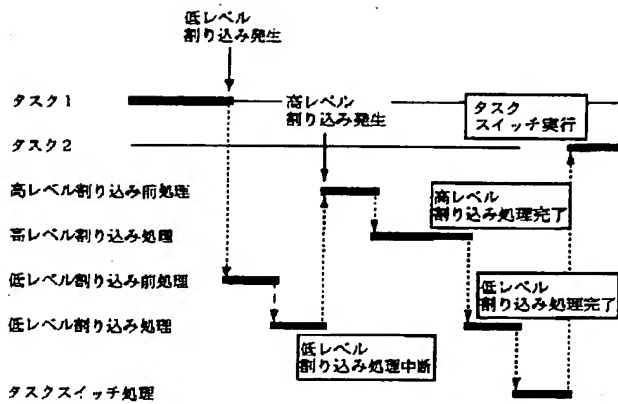 低レベル
割り込み発生
タスク1
高レベル
割り込み発生
タスク
スイッチ実行
タスク2
高レベル割り込み前処理
高レベル
割り込み処理完了
高レベル割り込み処理
低レベル割り込み前処理
低レベル
割り込み処理完了
低レベル割り込み処理
低レベル
割り込み処理中断
タスクスイッチ処理